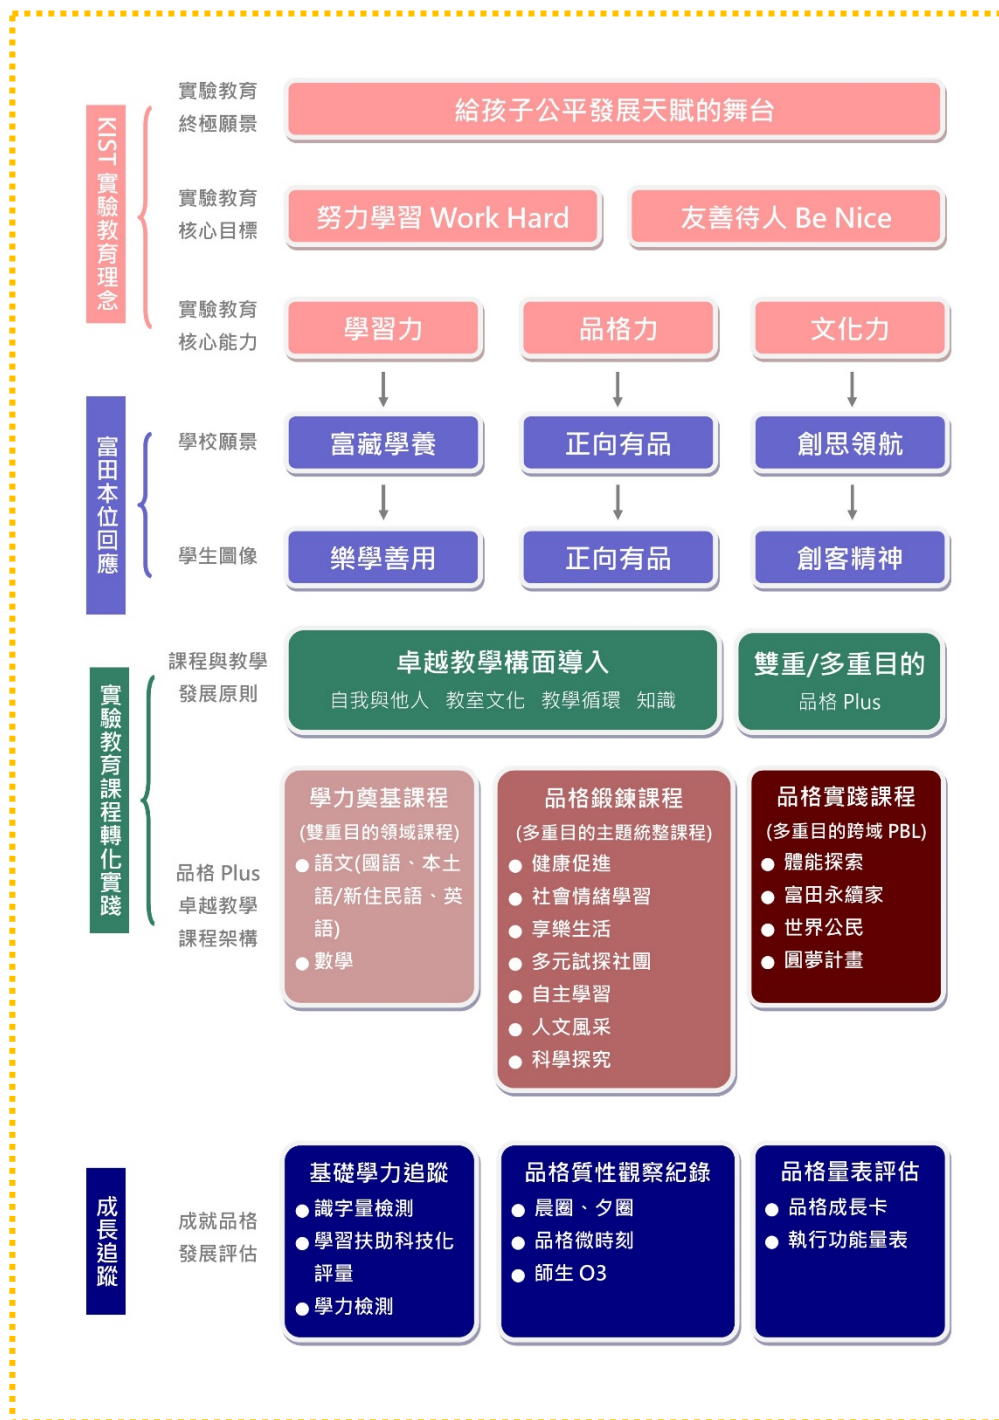 KIST 實驗教育理念
實驗教育
終極願景
給孩子公平發展天賦的舞台
實驗教育
核心目標
努力學習 Work Hard
友善待人 Be Nice
實驗教育
核心能力
學習力
品格力
文化力
富田本位回應
學校願景
富藏學養
正向有品
創思領航
學生圖像
樂學善用
正向有品
創客精神
實驗教育課程轉化實踐
課程與教學
發展原則
卓越教學構面導入
自我與他人 教室文化 教學循環 知識
雙重/多重目的
品格 Plus
品格 Plus
卓越教學
課程架構
學力奠基課程
(雙重目的領域課程)
● 語文(國語、本土
語/新住民語、英
語)
● 數學
品格鍛鍊課程
(多重目的主題統整課程)
● 健康促進
● 社會情緒學習
● 享樂生活
● 多元試探社團
● 自主學習
● 人文風采
● 科學探究
品格實踐課程
(多重目的跨域 PBL)
● 體能探索
● 富田永續家
● 世界公民
● 圓夢計畫
成長追蹤
成就品格
發展評估
基礎學力追蹤
● 識字量檢測
● 學習扶助科技化
評量
● 學力檢測
品格質性觀察紀錄
● 晨圈、夕圈
● 品格微時刻
● 師生 O3
品格量表評估
● 品格成長卡
● 執行功能量表